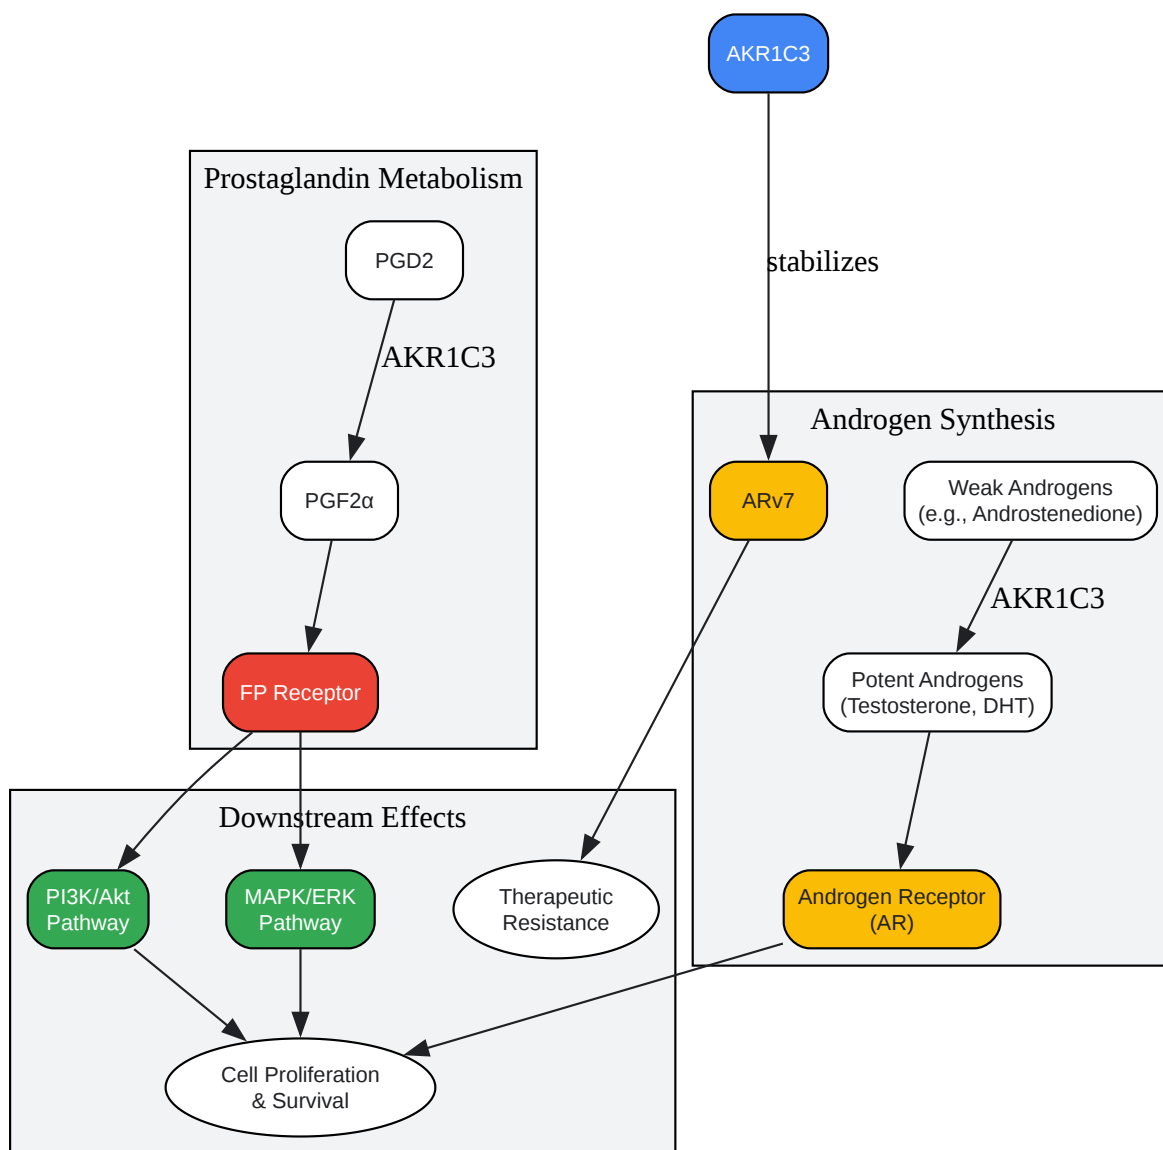 AKR1C3
Prostaglandin Metabolism
PGD2
stabilizes
AKR1C3
Androgen Synthesis
PGF2α
ARv7
Weak Androgens
(e.g., Androstenedione)
AKR1C3
FP Receptor
Potent Androgens
(Testosterone, DHT)
Downstream Effects
PI3K/Akt
Pathway
MAPK/ERK
Pathway
Therapeutic
Resistance
Androgen Receptor
(AR)
Cell Proliferation
& Survival